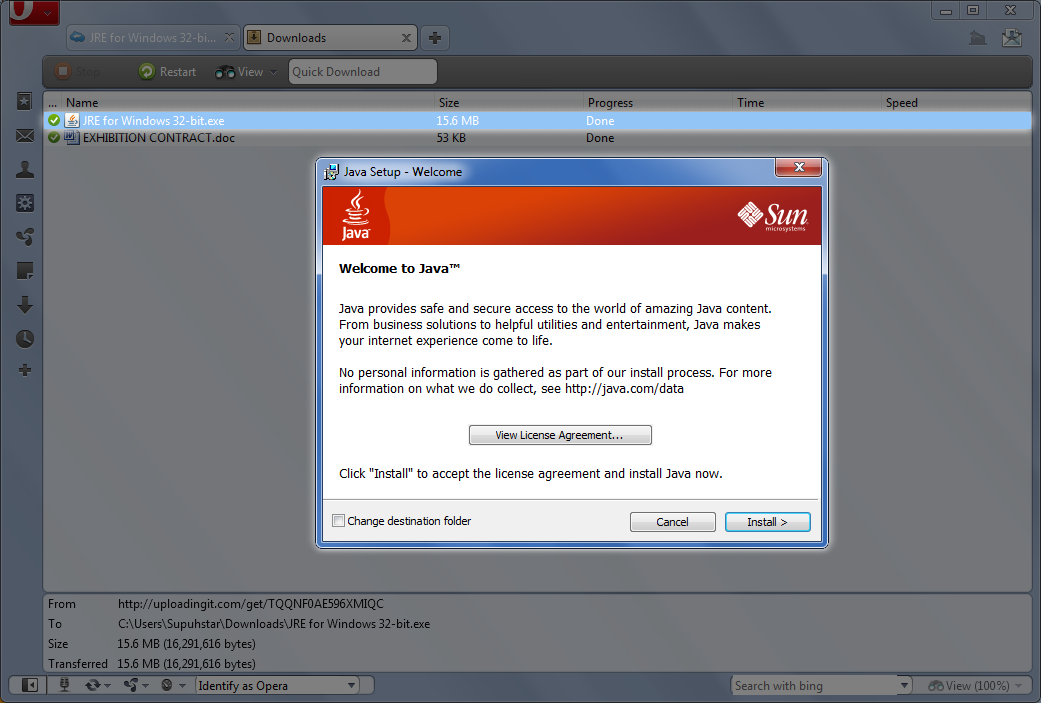 JRE for Windows 32-bi...
Downloads
Stop
Restart
View
Quick Download
... Name Size Progress Time Speed
JRE for Windows 32-bit.exe 15.6 MB Done
EXHIBITION CONTRACT.doc 53 KB Done
Java Setup - Welcome
Java
Sun
microsystems
Welcome to Java™
Java provides safe and secure access to the world of amazing Java content.
From business solutions to helpful utilities and entertainment, Java makes
your internet experience come to life.
No personal information is gathered as part of our install process. For more
information on what we do collect, see http://java.com/data
View License Agreement...
Click "Install" to accept the license agreement and install Java now.
Change destination folder
Cancel
Install >
From http://uploadingit.com/get/TQQNF0AE596XMIQC
To C:\Users\Supuhstar\Downloads\JRE for Windows 32-bit.exe
Size 15.6 MB (16,291,616 bytes)
Transferred 15.6 MB (16,291,616 bytes)
Identify as Opera
Search with bing
View (100%)